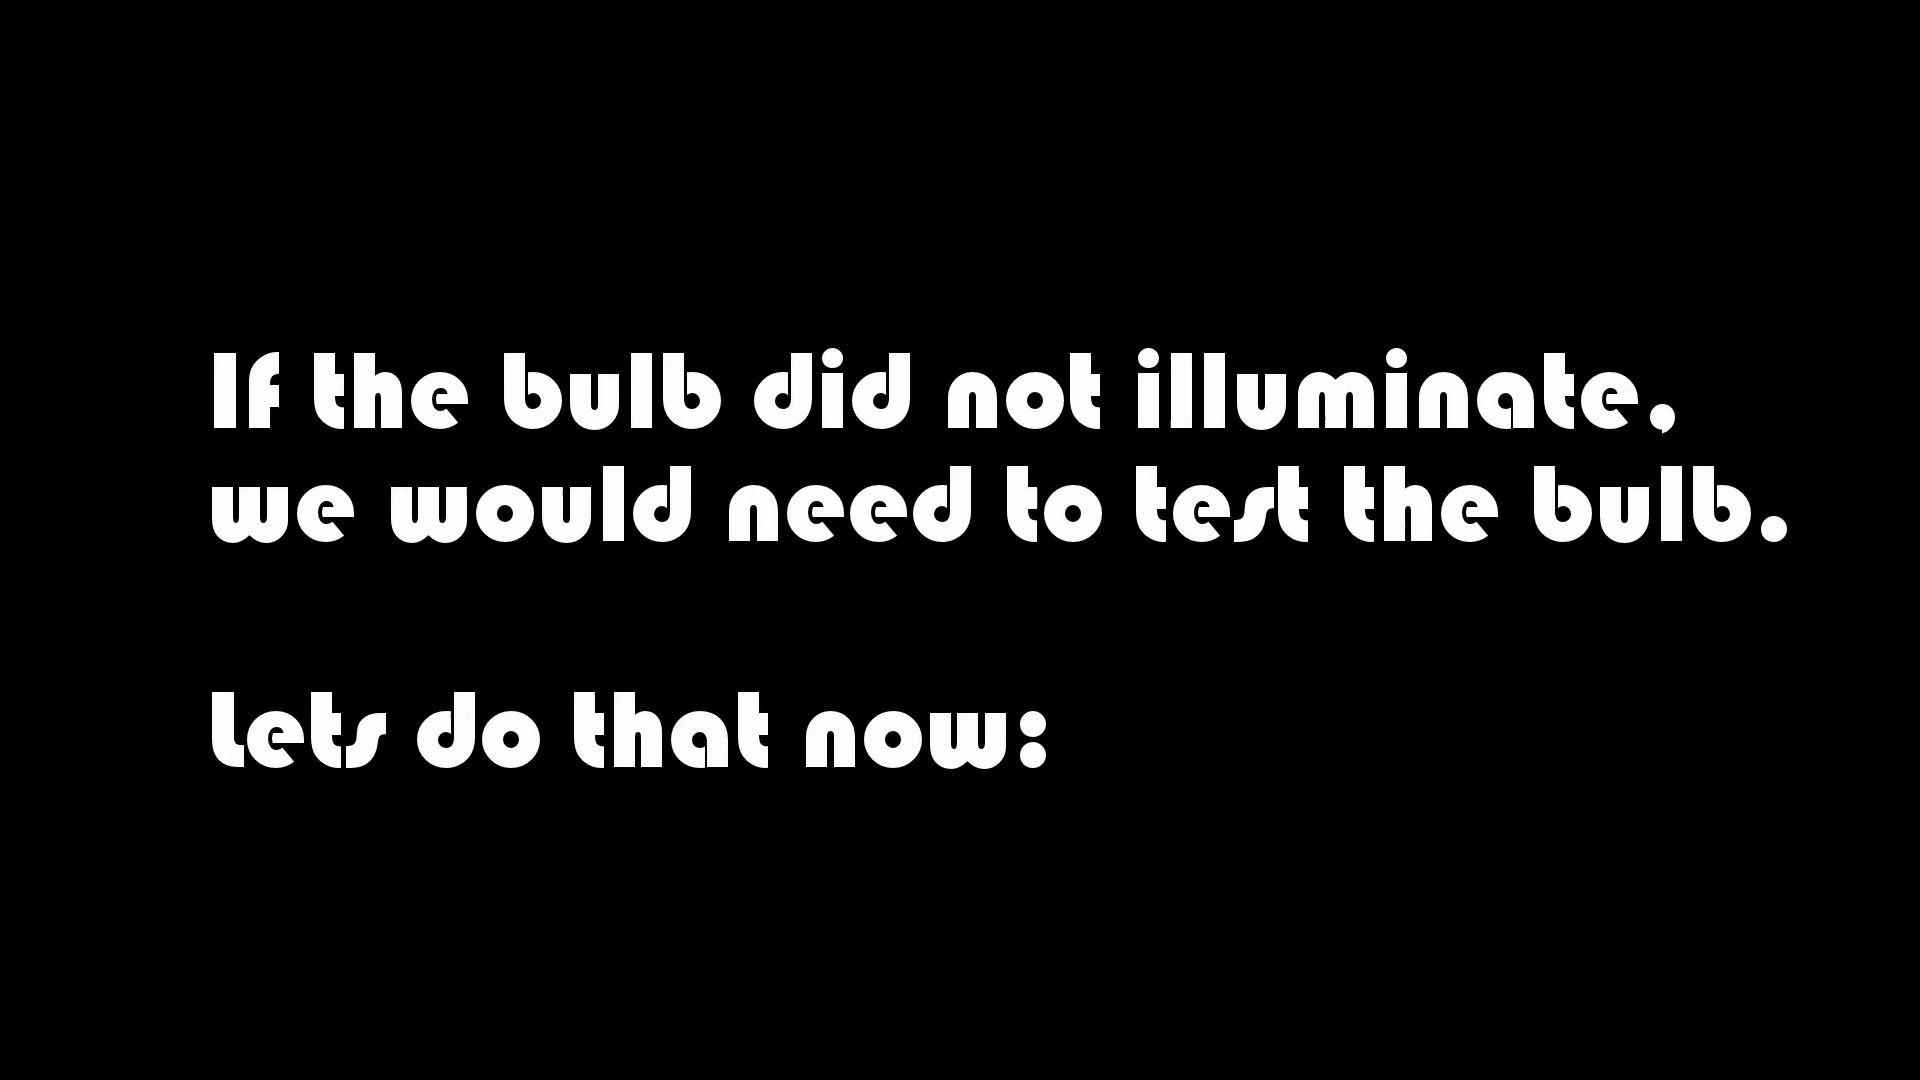 If the bulb did not illuminate,
we would need to test the bulb.
Lets do that now: